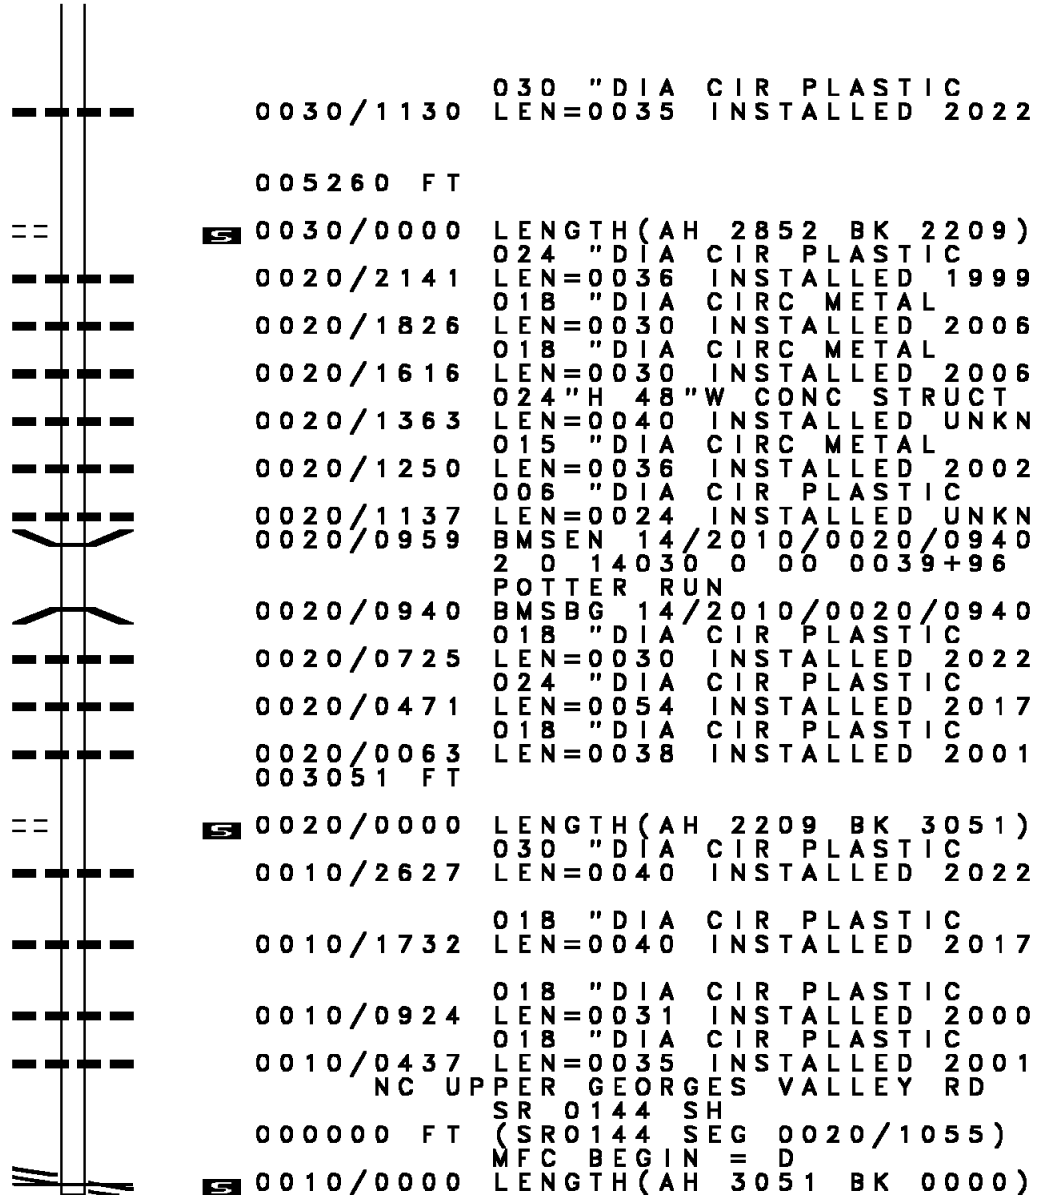 030 "DIA CIR PLASTIC
0030/1130 LEN=0035 INSTALLED 2022
005260 FT
S 0030/0000 LENGTH(AH 2852 BK 2209)
024 "DIA CIR PLASTIC
0020/2141 LEN=0036 INSTALLED 1999
018 "DIA CIRC METAL
0020/1826 LEN=0030 INSTALLED 2006
018 "DIA CIRC METAL
0020/1616 LEN=0030 INSTALLED 2006
024"H 48"W CONC STRUCT
0020/1363 LEN=0040 INSTALLED UNKN
015 "DIA CIRC METAL
0020/1250 LEN=0036 INSTALLED 2002
006 "DIA CIR PLASTIC
0020/1137 LEN=0024 INSTALLED UNKN
0020/0959 BMSEN 14/2010/0020/0940
2 0 14030 0 00 0039+96
POTTER RUN
0020/0940 BMSBG 14/2010/0020/0940
018 "DIA CIR PLASTIC
0020/0725 LEN=0030 INSTALLED 2022
024 "DIA CIR PLASTIC
0020/0471 LEN=0054 INSTALLED 2017
018 "DIA CIR PLASTIC
0020/0063 LEN=0038 INSTALLED 2001
003051 FT
S 0020/0000 LENGTH(AH 2209 BK 3051)
030 "DIA CIR PLASTIC
0010/2627 LEN=0040 INSTALLED 2022
018 "DIA CIR PLASTIC
0010/1732 LEN=0040 INSTALLED 2017
018 "DIA CIR PLASTIC
0010/0924 LEN=0031 INSTALLED 2000
018 "DIA CIR PLASTIC
0010/0437 LEN=0035 INSTALLED 2001
NC UPPER GEORGES VALLEY RD
SR 0144 SH
000000 FT (SR0144 SEG 0020/1055)
MFC BEGIN = D
S 0010/0000 LENGTH(AH 3051 BK 0000)